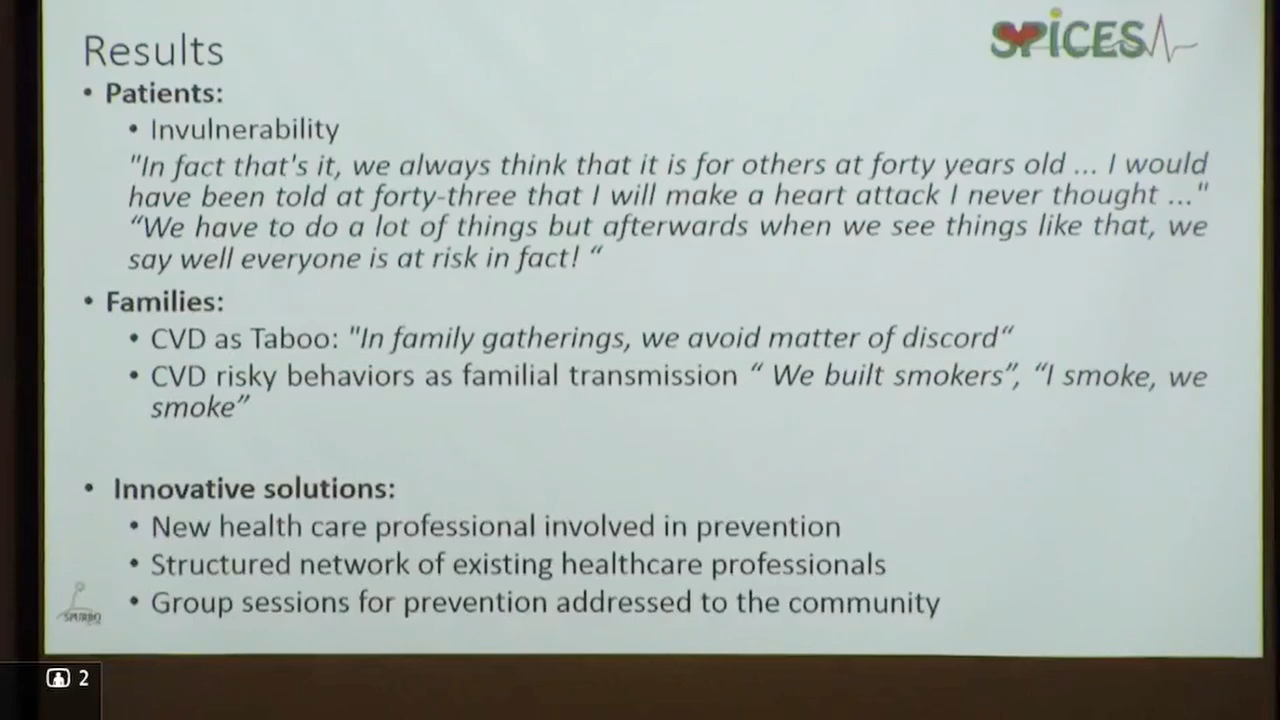 Results
SPiCES
• Patients:
• Invulnerability
"In fact that's it, we always think that it is for others at forty years old ... I would
have been told at forty-three that I will make a heart attack I never thought ..."
“We have to do a lot of things but afterwards when we see things like that, we
say well everyone is at risk in fact! “
• Families:
• CVD as Taboo: "In family gatherings, we avoid matter of discord“
• CVD risky behaviors as familial transmission “ We built smokers”, “I smoke, we
smoke”
• Innovative solutions:
• New health care professional involved in prevention
• Structured network of existing healthcare professionals
• Group sessions for prevention addressed to the community
2